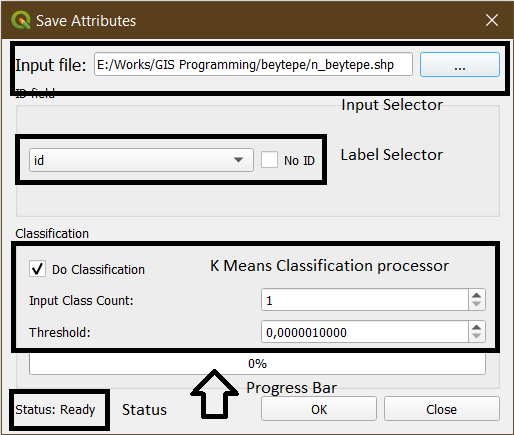 Save Attributes
Input file: E:/Works/GIS Programming/beytepe/n_beytepe.shp ...
ID field
Input Selector
id No ID Label Selector
Classification
Do Classification K Means Classification processor
Input Class Count: 1
Threshold: 0,0000010000
0%
Progress Bar
Status: Ready Status OK Close